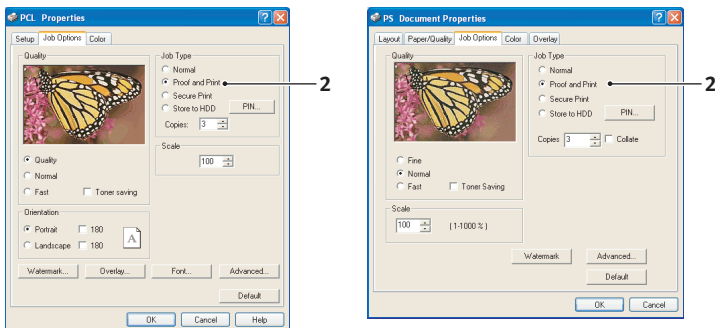 PCL Properties
Setup Job Options Color
Quality
Job Type
Normal
Proof and Print
2
Secure Print
Store to HDD
PIN...
Copies: 3
Scale
100
Quality
Normal
Fast
Toner saving
Orientation
Portrait 180
Landscape 180
A
Watermark... Overlay... Font... Advanced...
Default
OK Cancel Help
PS Document Properties
Layout Paper/Quality Job Options Color Overlay
Quality
Job Type
Normal
Proof and Print
2
Secure Print
Store to HDD
PIN...
Copies 3 Collate
Fine
Normal
Fast
Toner Saving
Scale
100 (1-1000 %)
Watermark Advanced...
Default
OK Cancel